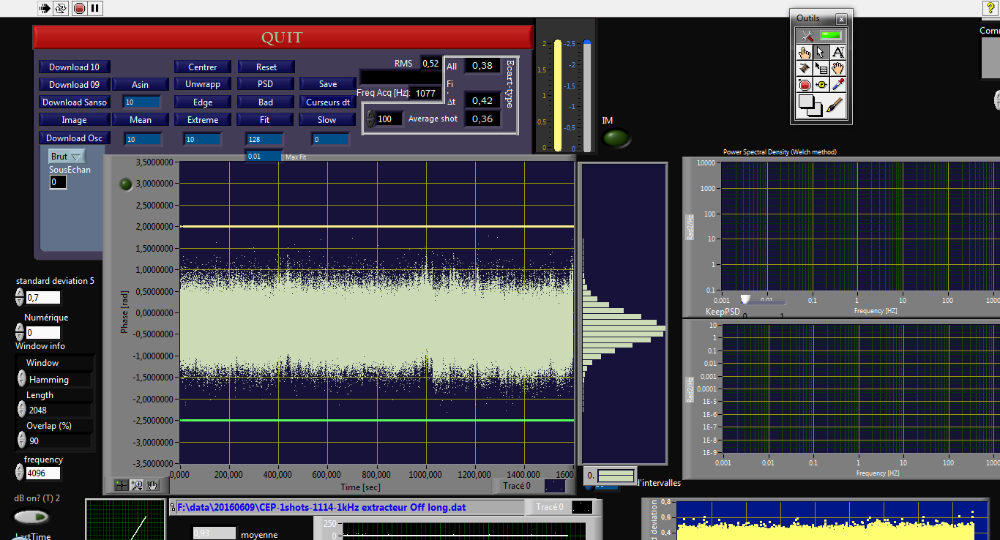 Outils
QUIT
Comm
Download 10
Centrer
Reset
RMS
0,52
All
0,38
Ecart-type
Download 09
Asin
Unwrapp
PSD
Save
Freq Acq [Hz]:
1077
Fi
Δt
0,42
Download Sanso
10
Edge
Bad
Curseurs dt
Image
Mean
Extreme
Fit
Slow
100
Average shot
0,36
Download Osc
10
10
128
0
0,01
Max Fit
2
1,5
1
0,5
0
-2,5
-2
-1,5
-1
-0,5
0
IM
Brut
SousEchan
0
3,5000000
3,0000000
2,5000000
2,0000000
1,5000000
1,0000000
0,5000000
0,0000000
-0,5000000
-1,0000000
-1,5000000
-2,0000000
-2,5000000
-3,0000000
-3,5000000
Phase [rad]
0,000
200,000
400,000
600,000
800,000
1000,000
1200,000
1400,000
1600
Time [sec]
Tracé 0
0.
d'intervalles
Power Spectral Density (Welch method)
10000
1000
100
10
1
0.1
Rad2/Hz
0.001
0.01
0.1
1
10
100
1000
Frequency [HZ]
KeepPSD
0
1
10
1
0,1
0,01
0,001
0,0001
1E-5
1E-6
1E-7
1E-8
1E-9
Rad2/Hz
0,001
0,01
0,1
1
10
100
1000
Frequency [HZ]
standard deviation 5
0,7
Numérique
0
Window info
Window
Hamming
Length
2048
Overlap (%)
90
frequency
4096
dB on? (T) 2
LastTime
F:\data\20160609\CEP-1shots-1114-1kHz extracteur Off long.dat
Tracé 0
0,93
moyenne
250
0
0,8
0,6
0,4
d deviation